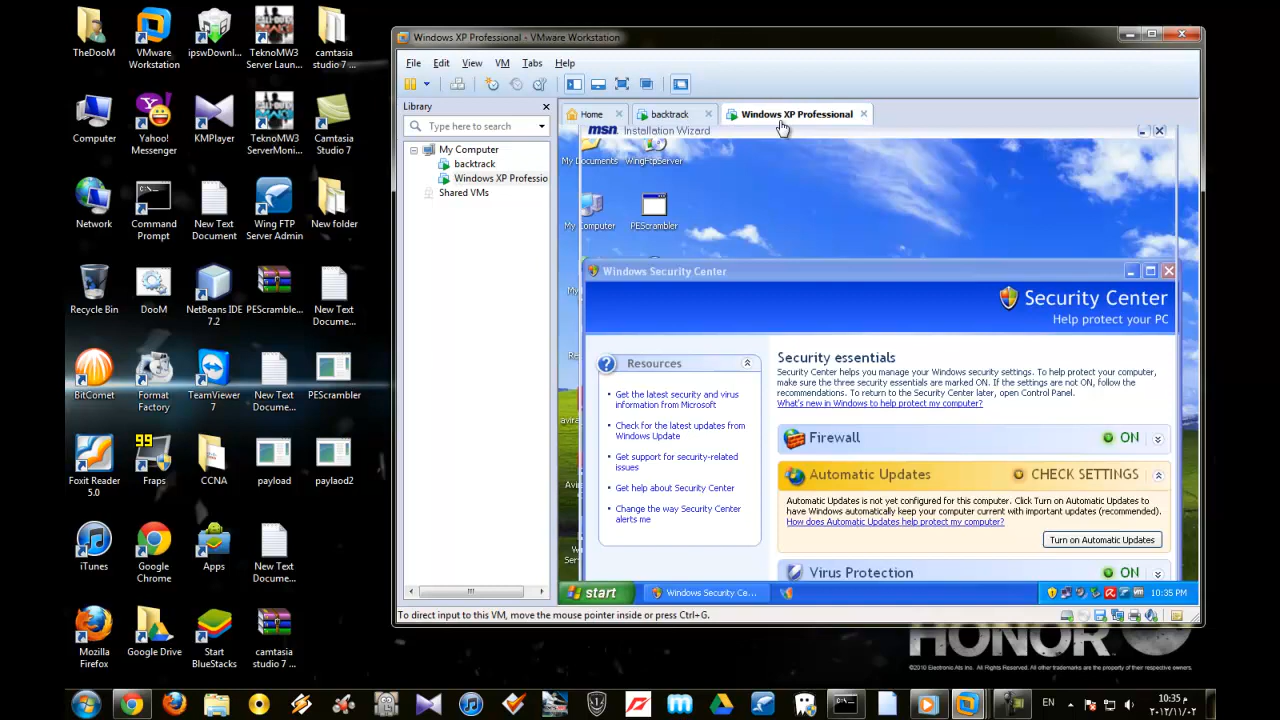 TheDooM
VMware
Workstation
ipswDownl...
TeknoMW3
Server Laun...
camtasia
studio 7
Computer
Yahoo!
Messenger
KMPlayer
TeknoMW3
ServerMoni...
Camtasia
Studio 7
Network
Command
Prompt
New Text
Document
Wing FTP
Server Admin
New folder
Recycle Bin
DooM
NetBeans IDE
7.2
PEScramble...
New Text
Docume...
BitComet
Format
Factory
TeamViewer
7
New Text
Docume...
PEScrambler
99
Foxit Reader
5.0
Fraps
CCNA
payload
paylaod2
iTunes
Google
Chrome
Apps
New Text
Docume...
Mozilla
Firefox
Google Drive
Start
BlueStacks
camtasia
studio 7 ...
Windows XP Professional - VMware Workstation
File Edit View VM Tabs Help
Library
Type here to search
My Computer
backtrack
Windows XP Professio
Shared VMs
Home
backtrack
Windows XP Professional
msn Installation Wizard
My Documents
WingFtpServer
My Computer
PEScrambler
Windows Security Center
Security Center
Help protect your PC
Resources
Get the latest security and virus
information from Microsoft
Check for the latest updates from
Windows Update
Get support for security-related
issues
Get help about Security Center
Change the way Security Center
alerts me
Security essentials
Security Center helps you manage your Windows security settings. To help protect your computer,
make sure the three security essentials are marked ON. If the settings are not ON, follow the
recommendations. To return to the Security Center later, open Control Panel.
What's new in Windows to help protect my computer?
Firewall ON
Automatic Updates CHECK SETTINGS
Automatic Updates is not yet configured for this computer. Click Turn on Automatic Updates to
have Windows automatically keep your computer current with important updates (recommended).
How does Automatic Updates help protect my computer?
Turn on Automatic Updates
Virus Protection ON
start
Windows Security Ce...
10:35 PM
To direct input to this VM, move the mouse pointer inside or press Ctrl+G.
HONOR
EN
10:35 م
٢٠١٢/١١/٠٢